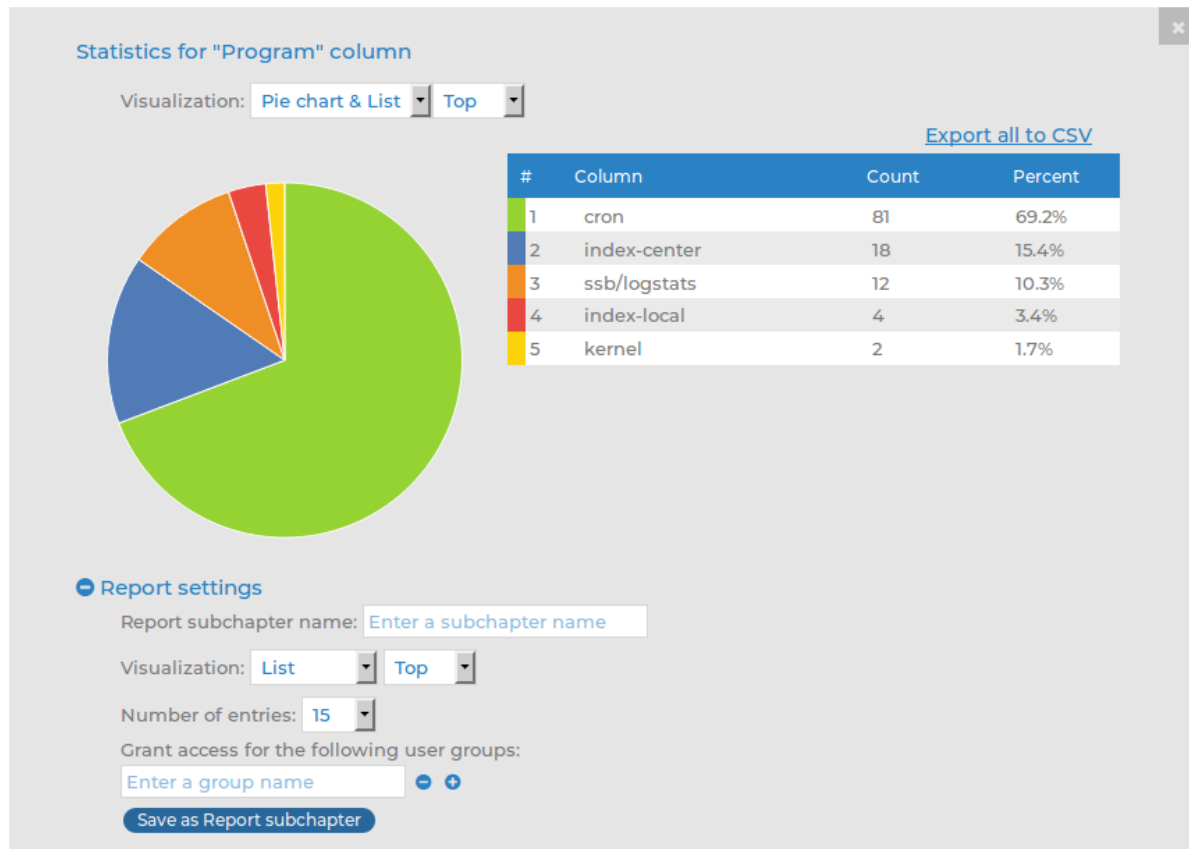 Statistics for "Program" column
Visualization: Pie chart & List Top
Export all to CSV
# Column Count Percent
1 cron 81 69.2%
2 index-center 18 15.4%
3 ssb/logstats 12 10.3%
4 index-local 4 3.4%
5 kernel 2 1.7%
Report settings
Report subchapter name: Enter a subchapter name
Visualization: List Top
Number of entries: 15
Grant access for the following user groups:
Enter a group name
Save as Report subchapter